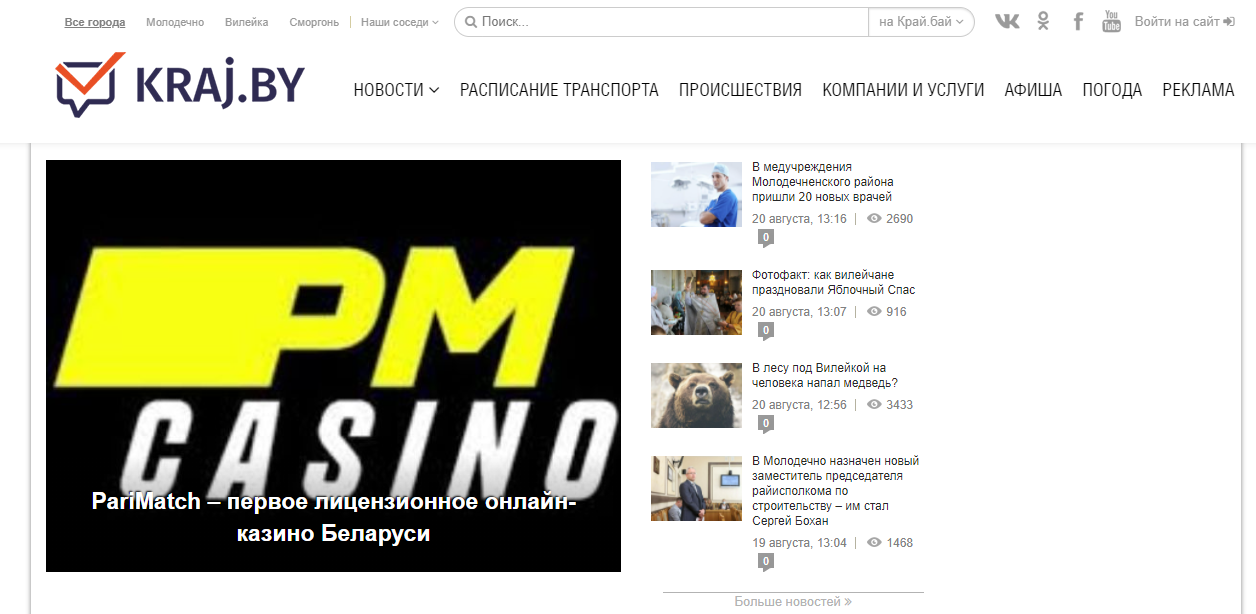 Все города Молодечно Вилейка Сморгонь Наши соседи Поиск... на Край.бай You Tube Войти на сайт
KRAJ.BY
НОВОСТИ РАСПИСАНИЕ ТРАНСПОРТА ПРОИСШЕСТВИЯ КОМПАНИИ И УСЛУГИ АФИША ПОГОДА РЕКЛАМА
PM
CASINO
PariMatch – первое лицензионное онлайн-
казино Беларуси
В медучреждения
Молодечненского района
пришли 20 новых врачей
20 августа, 13:16 | 2690
0
Фотофакт: как вилейчане
праздновали Яблочный Спас
20 августа, 13:07 | 916
0
В лесу под Вилейкой на
человека напал медведь?
20 августа, 12:56 | 3433
0
В Молодечно назначен новый
заместитель председателя
райисполкома по
строительству – им стал
Сергей Бохан
19 августа, 13:04 | 1468
0
Больше новостей »